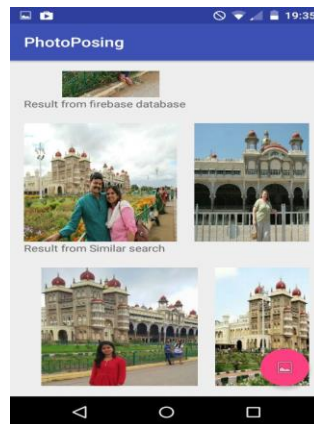 19:35
PhotoPosing
Result from firebase database
Result from Similar search